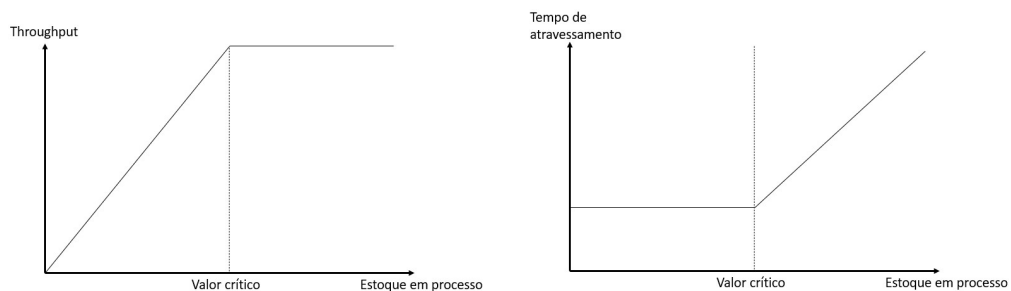 Throughput
Valor crítico
Estoque em processo
Tempo de
atravessamento
Valor crítico
Estoque em processo